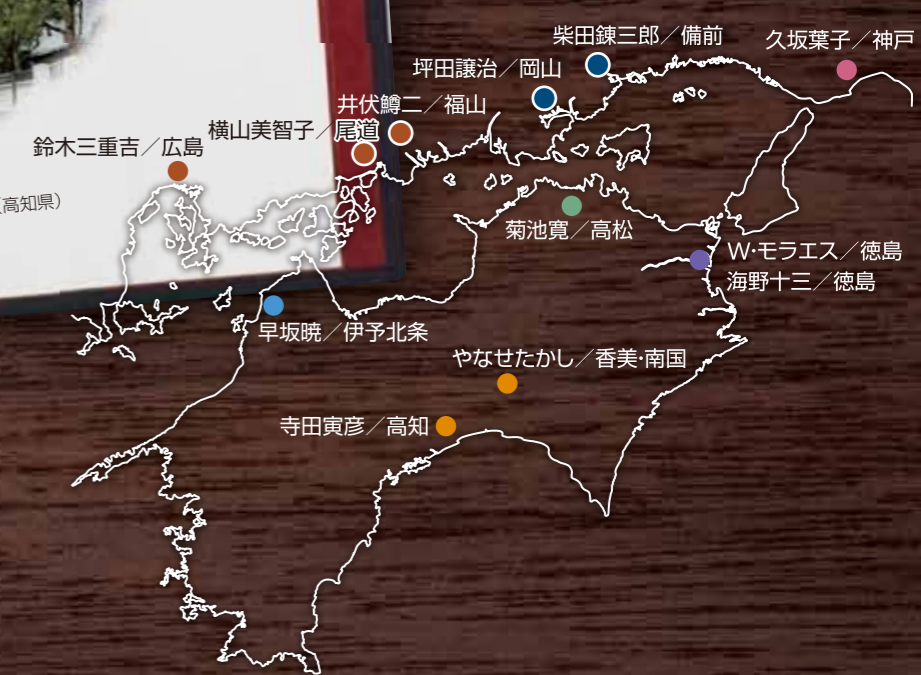 柴田錬三郎／備前
久坂葉子／神戸
坪田譲治／岡山
井伏鱒二／福山
横山美智子／尾道
鈴木三重吉／広島
（高知県）
菊池寛／高松
W・モラエス／徳島
海野十三／徳島
早坂暁／伊予北条
やなせたかし／香美・南国
寺田寅彦／高知